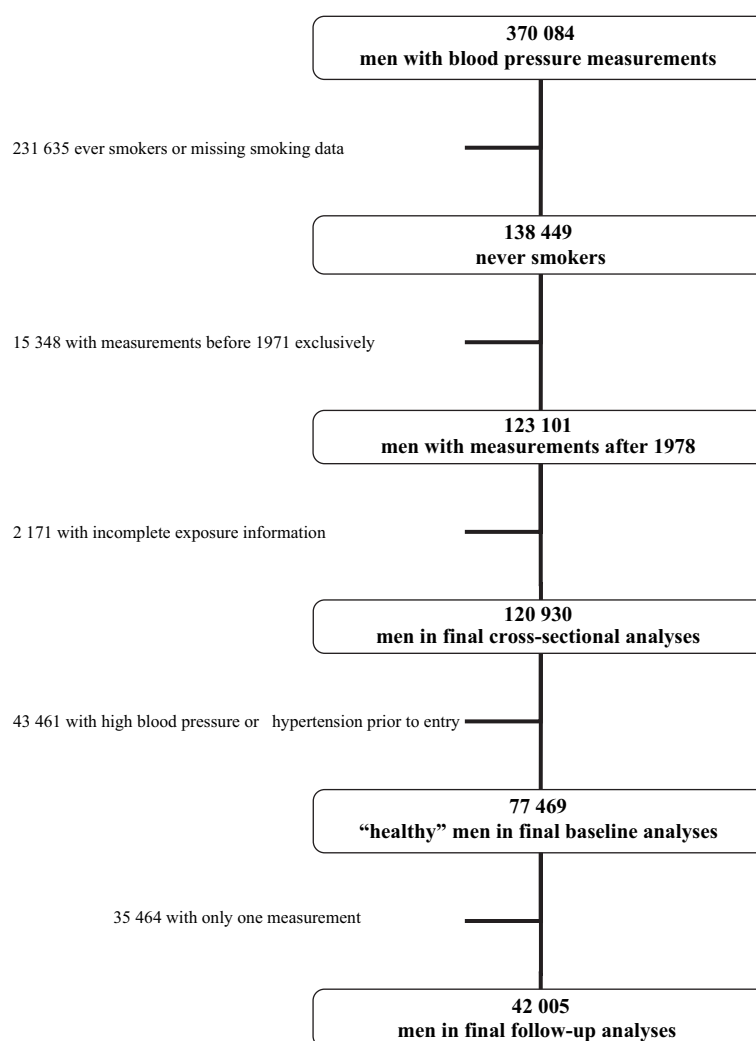 370 084
men with blood pressure measurements
231 635 ever smokers or missing smoking data
138 449
never smokers
15 348 with measurements before 1971 exclusively
123 101
men with measurements after 1978
2 171 with incomplete exposure information
120 930
men in final cross-sectional analyses
43 461 with high blood pressure or hypertension prior to entry
77 469
“healthy” men in final baseline analyses
35 464 with only one measurement
42 005
men in final follow-up analyses